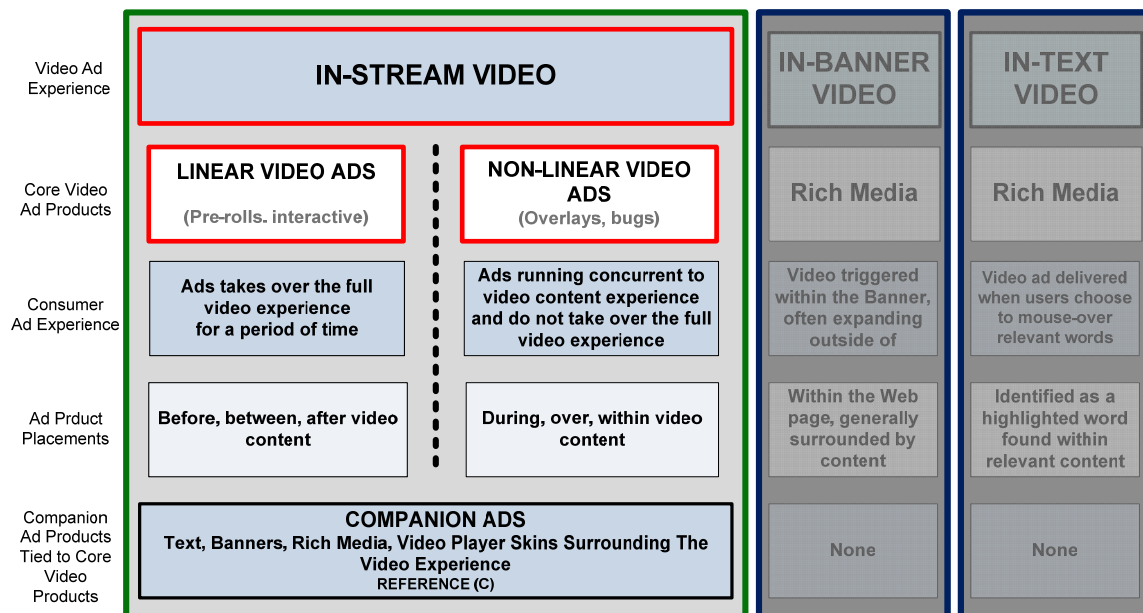 Video Ad
Experience
IN-STREAM VIDEO
IN-BANNER
VIDEO
IN-TEXT
VIDEO
Core Video
Ad Products
LINEAR VIDEO ADS
(Pre-rolls. interactive)
NON-LINEAR VIDEO
ADS
(Overlays, bugs)
Rich Media
Rich Media
Consumer
Ad Experience
Ads takes over the full
video experience
for a period of time
Ads running concurrent to
video content experience
and do not take over the full
video experience
Video triggered
within the Banner,
often expanding
outside of
Video ad delivered
when users choose
to mouse-over
relevant words
Ad Prduct
Placements
Before, between, after video
content
During, over, within video
content
Within the Web
page, generally
surrounded by
content
Identified as a
highlighted word
found within
relevant content
Companion
Ad Products
Tied to Core
Video
Products
COMPANION ADS
Text, Banners, Rich Media, Video Player Skins Surrounding The
Video Experience
REFERENCE (C)
None
None